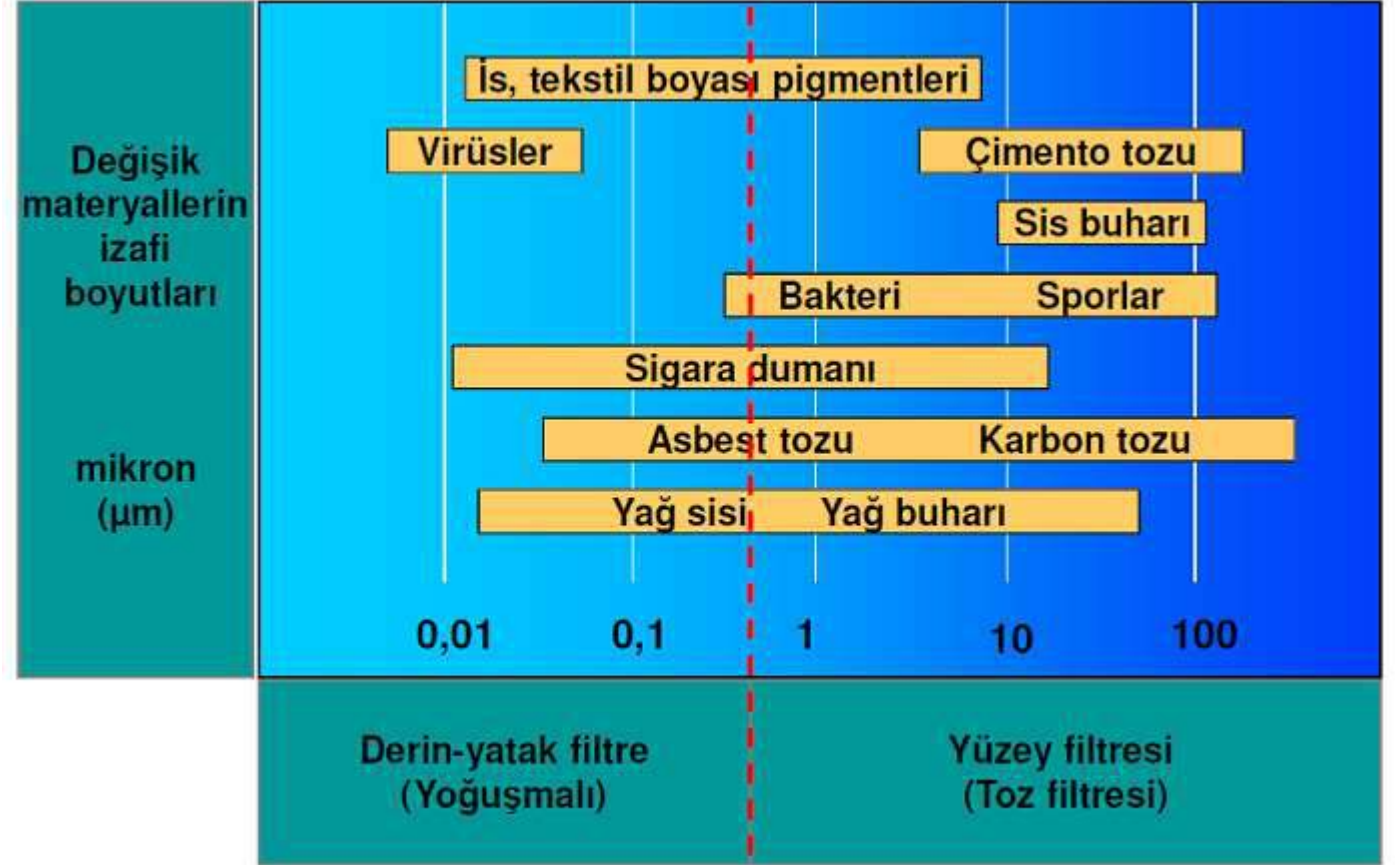 Değişik
materyallerin
izafi
boyutları
mikron
(µm)
İs, tekstil boyası pigmentleri
Virüsler
Çimento tozu
Sis buharı
Bakteri
Sporlar
Sigara dumanı
Asbest tozu
Karbon tozu
Yağ sisi
Yağ buharı
0,01
0,1
1
10
100
Derin-yatak filtre
(Yoğuşmalı)
Yüzey filtresi
(Toz filtresi)